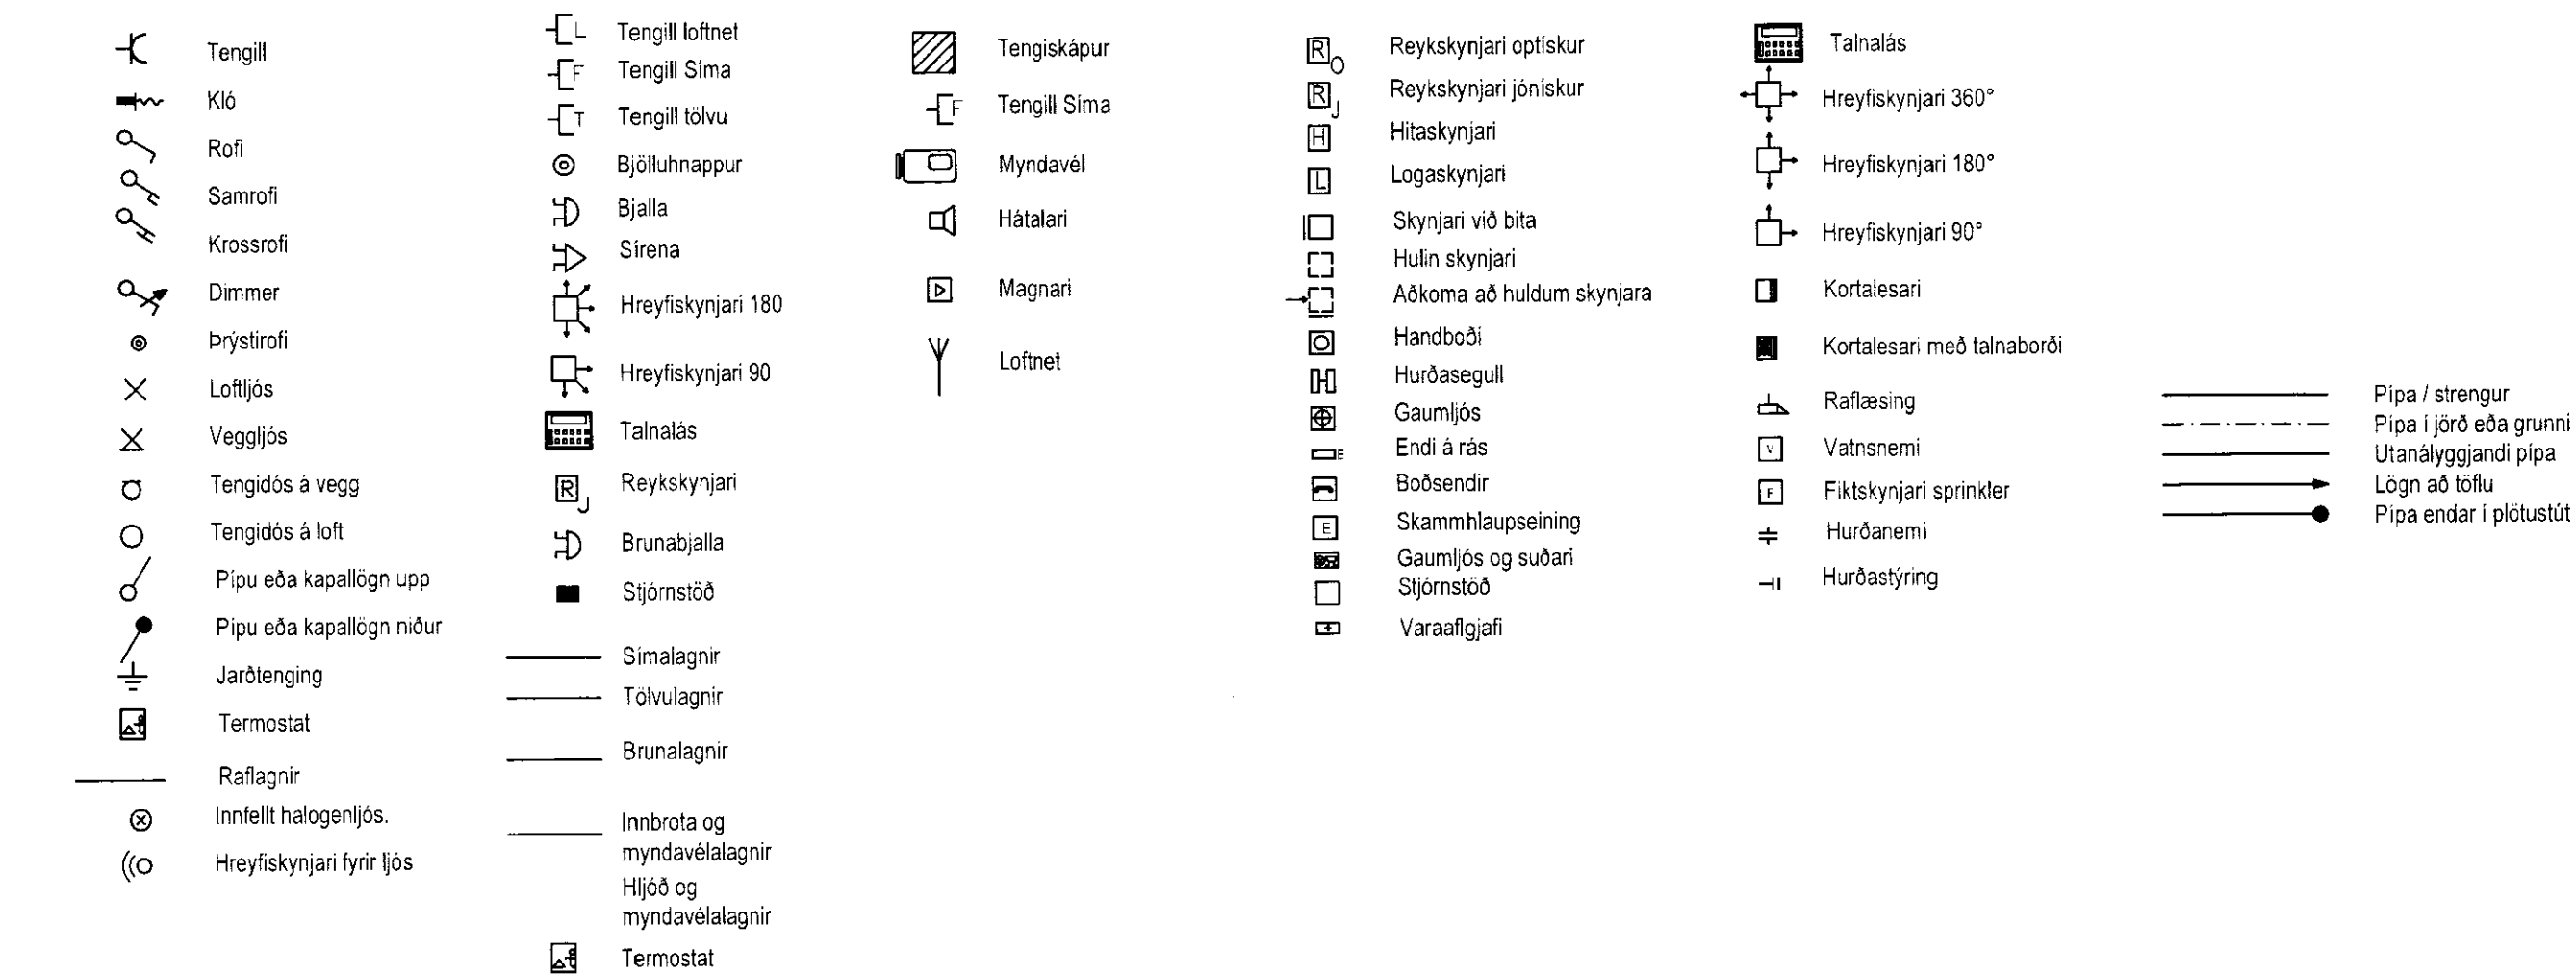 Tengill
Kló
Rofi
Samrofi
Krossrofi
Dimmer
Þrýstirofi
Loftljós
Veggljós
Tengidós á vegg
Tengidós á loft
Pípu eða kapallögn upp
Pípu eða kapallögn niður
Jarðtenging
Termostat
Raflagnir
Innfellt halogenljós.
Hreyfiskynjari fyrir ljós
L Tengill loftnet
F Tengill Síma
T Tengill tölvu
Bjölluhnappur
Bjalla
Sírena
Hreyfiskynjari 180
Hreyfiskynjari 90
Talnalás
R J Reykskynjari
Brunabjalla
Stjórnstöð
Símalagnir
Tölvulagnir
Brunalagnir
Innbrota og
myndavélalagnir
Hljóð og
myndavélalagnir
Termostat
Tengiskápur
F Tengill Síma
Myndavél
Hátalari
Magnari
Loftnet
R O Reykskynjari optískur
R J Reykskynjari jónískur
H Hitaskynjari
L Logaskynjari
Skynjari við bita
Hulin skynjari
Aðkoma að huldum skynjara
Handboði
Hurðasegull
Gaumljós
E Endi á rás
Boðsendir
E Skammhlaupseining
Gaumljós og suðari
Stjórnstöð
Varaaflgjafi
Talnalás
Hreyfiskynjari 360°
Hreyfiskynjari 180°
Hreyfiskynjari 90°
Kortalesari
Kortalesari með talnaborði
Raflæsing
V Vatnsnemi
F Fiktskynjari sprinkler
Hurðanemi
Hurðastýring
Pípa / strengur
Pípa í jörð eða grunni
Utanályggjandi pípa
Lögn að töflu
Pípa endar í plötustút